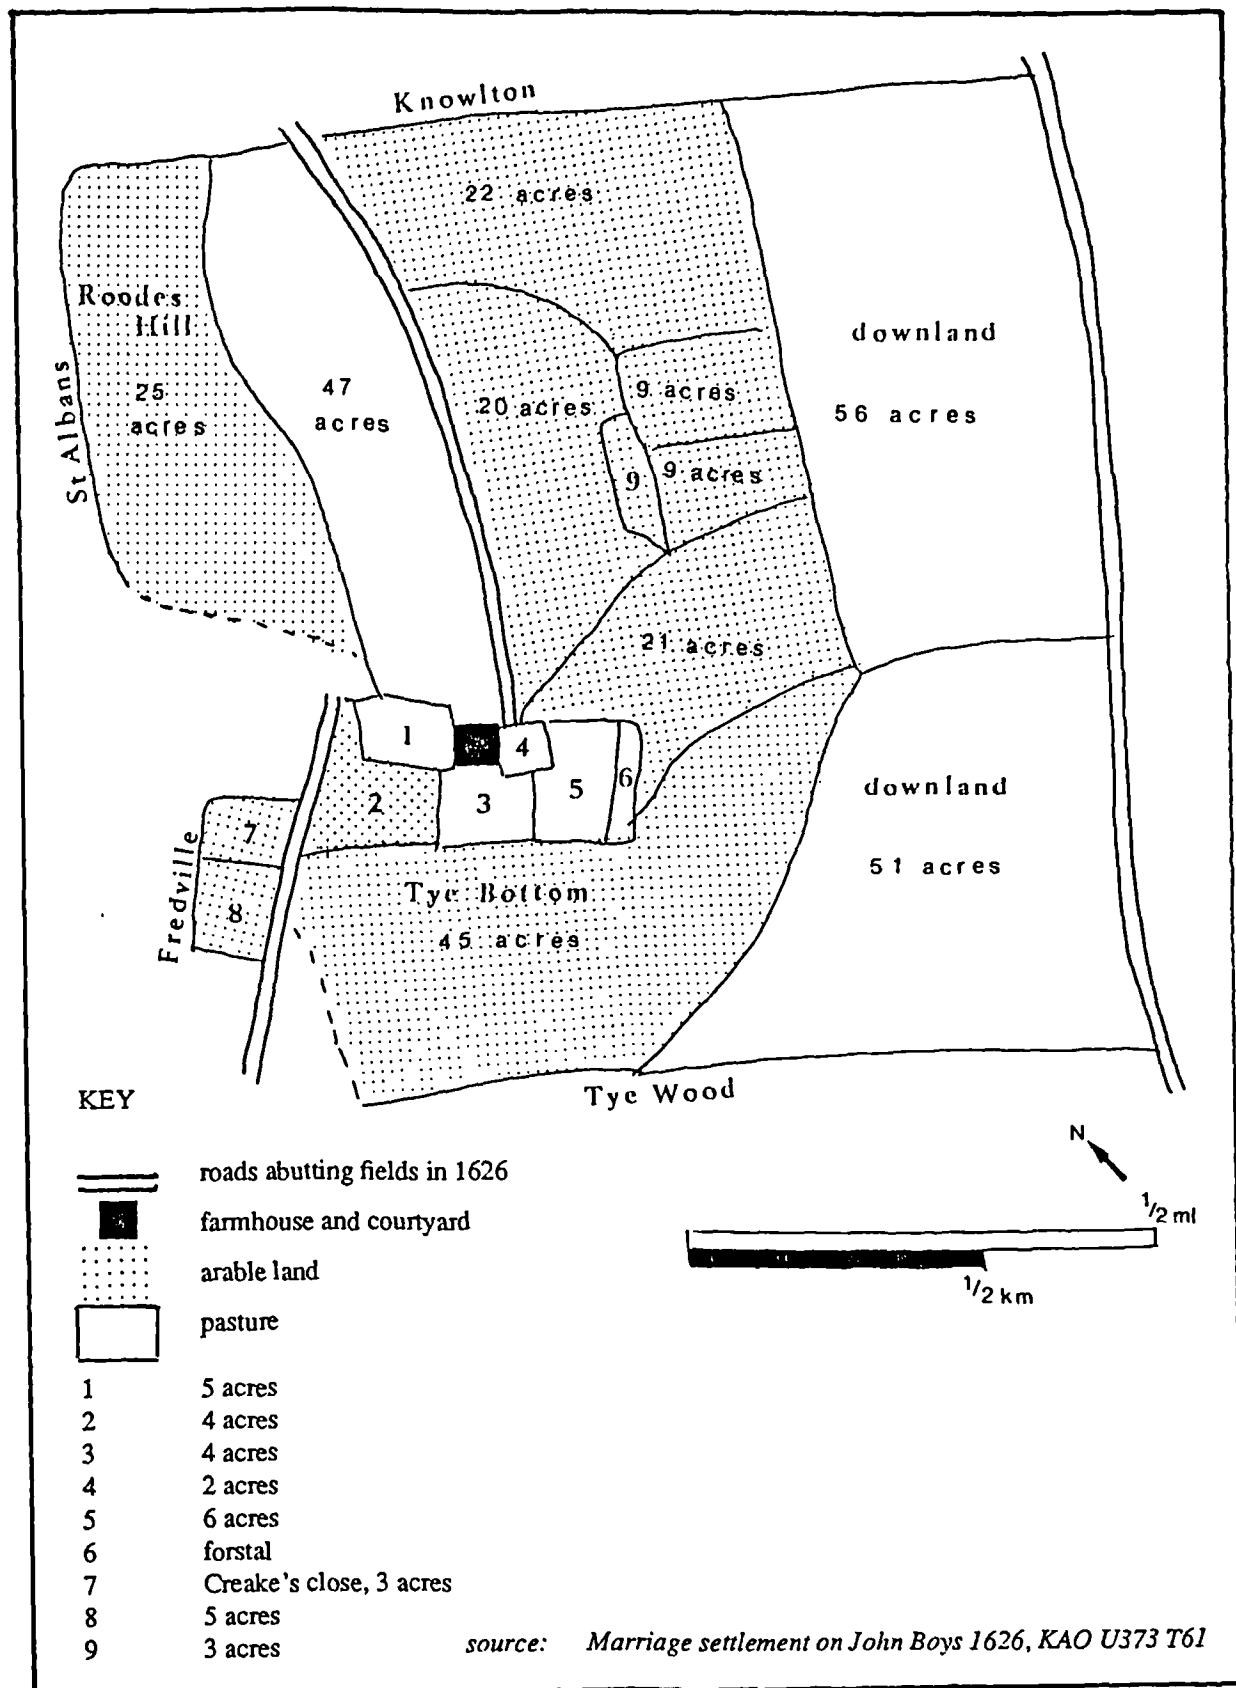 Knowlton
22 acres
Roodes
Hill
25
acres
St Albans
47
acres
20 acres
9 acres
9
9 acres
downland
56 acres
21 acres
1
4
2
3
5
6
7
8
Fredville
Tye Bottom
45 acres
downland
51 acres
Tye Wood
KEY
N
roads abutting fields in 1626
1/2 ml
farmhouse and courtyard
arable land
1/2 km
pasture
1 5 acres
2 4 acres
3 4 acres
4 2 acres
5 6 acres
6 forstal
7 Creake's close, 3 acres
8 5 acres
9 3 acres
source: Marriage settlement on John Boys 1626, KAO U373 T61